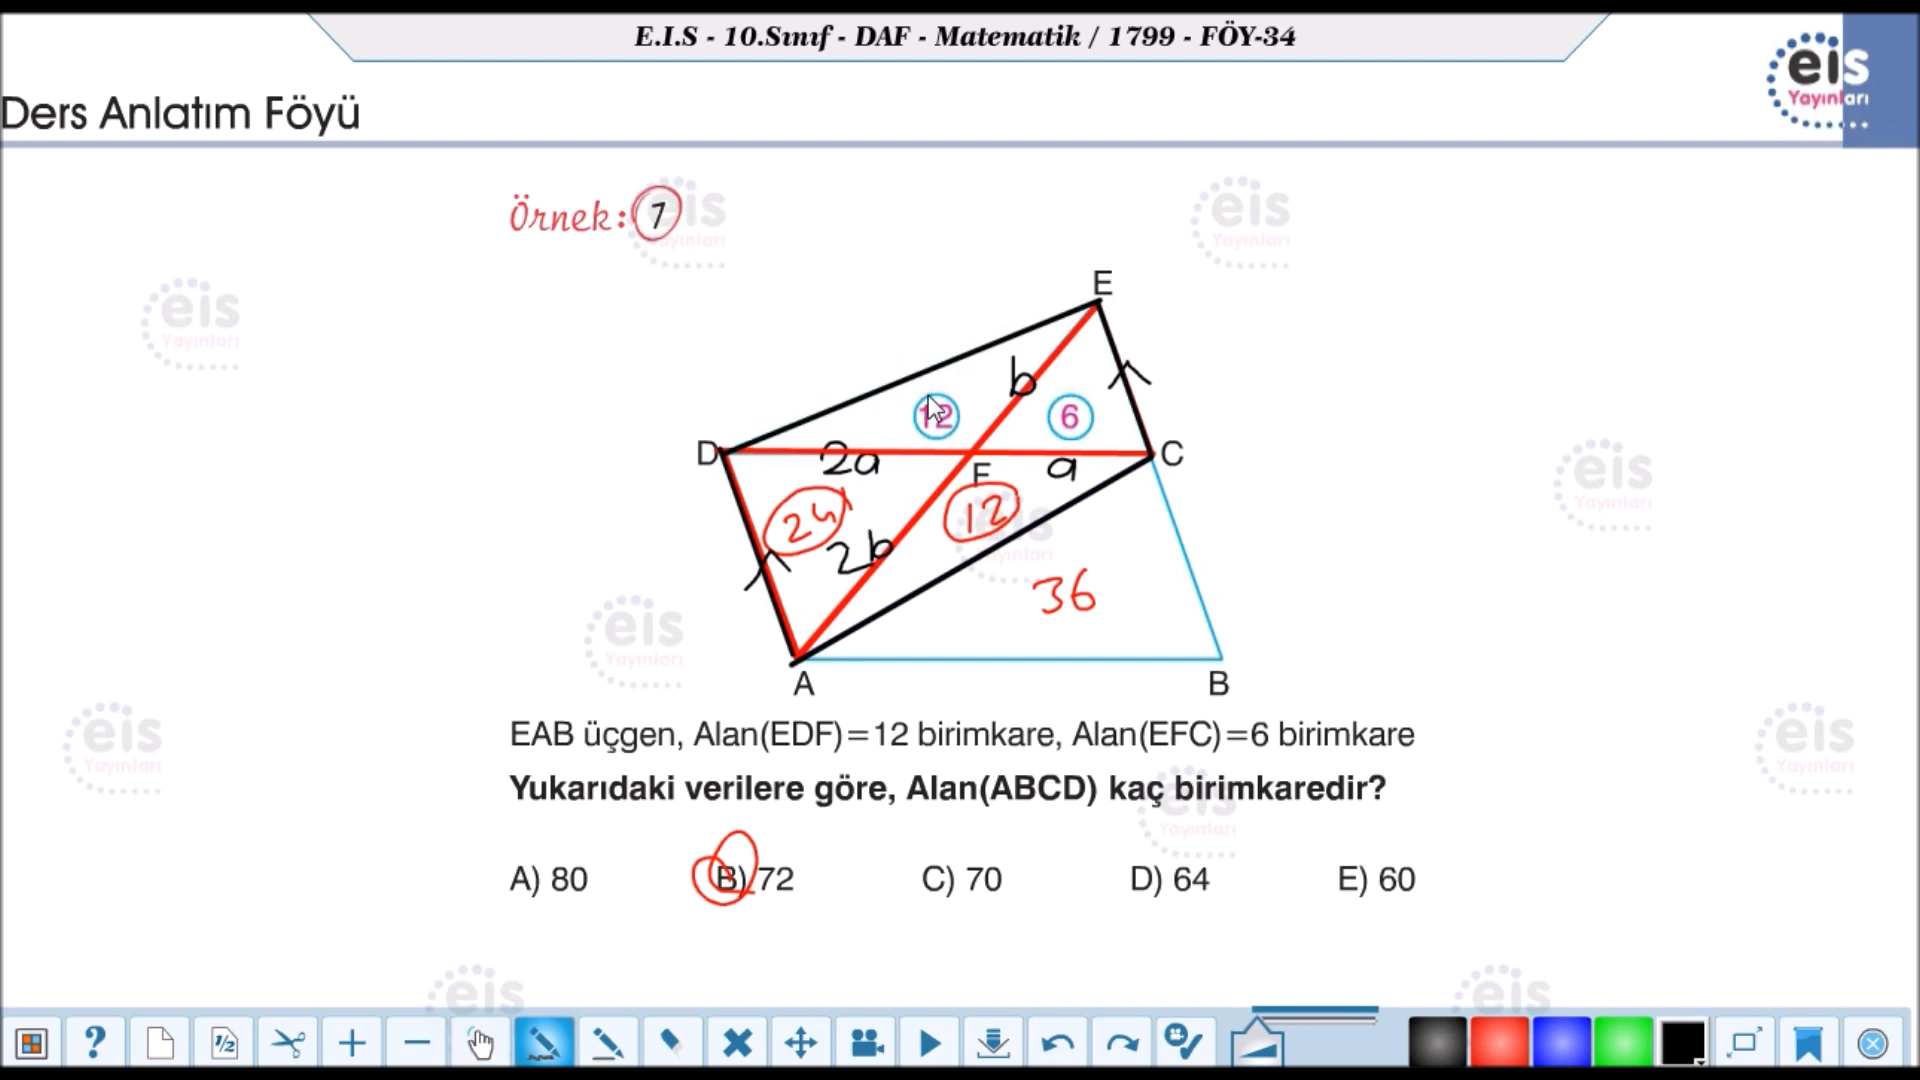 E.I.S - 10.Sınıf - DAF - Matematik / 1799 - FÖY-34
eis
Yayınları
Ders Anlatım Föyü
Örnek: 7
E
b
12
6
D
2a
F
a
C
24
12
2b
36
A
B
EAB üçgen, Alan(EDF)=12 birimkare, Alan(EFC)=6 birimkare
Yukarıdaki verilere göre, Alan(ABCD) kaç birimkaredir?
A) 80 B) 72 C) 70 D) 64 E) 60
? 1/2